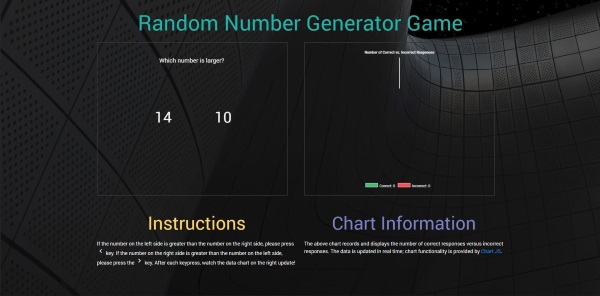 Random Number Generator Game
Which number is larger?
14 10
Number of Correct vs. Incorrect Responses
Correct: 0 Incorrect: 0
Instructions
If the number on the left side is greater than the number on the right side, please press
< key. If the number on the right side is greater than the number on the left side,
please press the > key. After each keypress, watch the data chart on the right update!
Chart Information
The above chart records and displays the number of correct responses versus incorrect
responses. The data is updated in real time; chart functionality is provided by Chart JS.